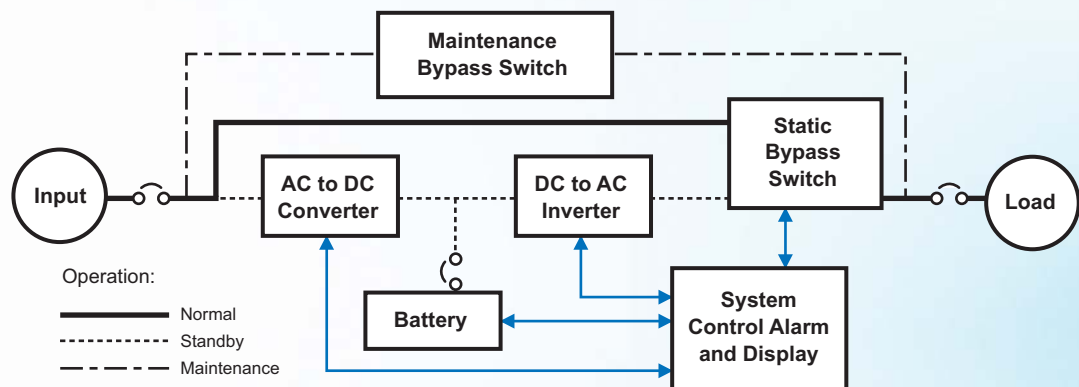 Maintenance
Bypass Switch
Static
Bypass
Switch
Input
AC to DC
Converter
DC to AC
Inverter
Load
Operation:
Normal
Standby
Maintenance
Battery
System
Control Alarm
and Display